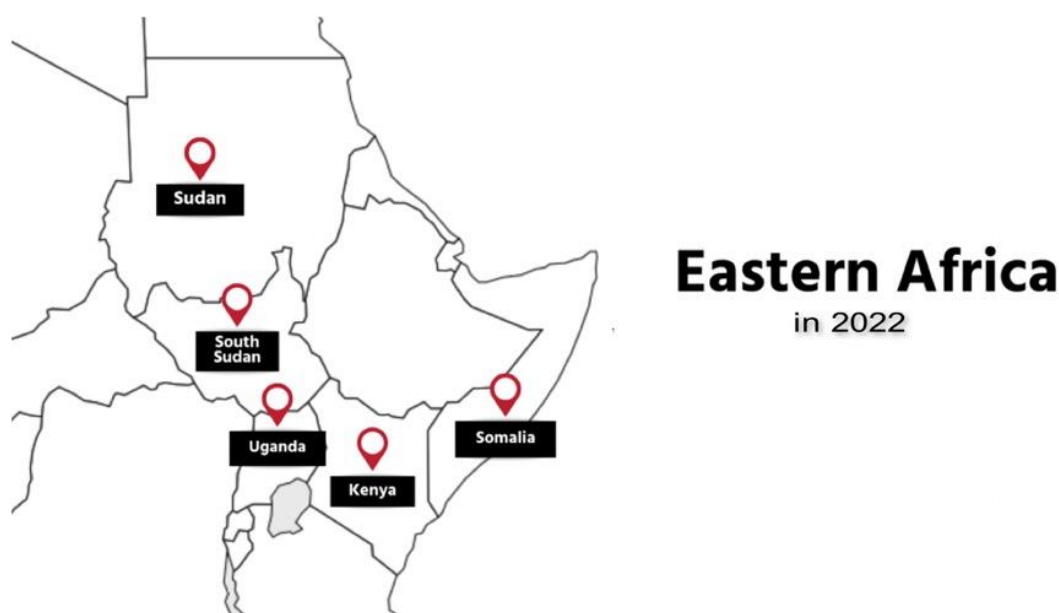 Sudan
South
Sudan
Uganda
Kenya
Somalia
Eastern Africa
in 2022